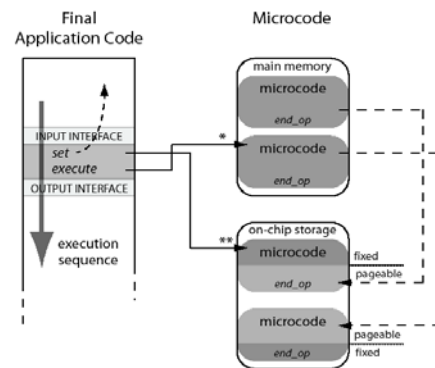 Final
Application Code
Microcode
main memory
microcode
end_op
microcode
end_op
INPUT INTERFACE
set
execute
OUTPUT INTERFACE
*
**
execution
sequence
on-chip storage
microcode
fixed
pageable
end_op
microcode
pageable
end_op
fixed